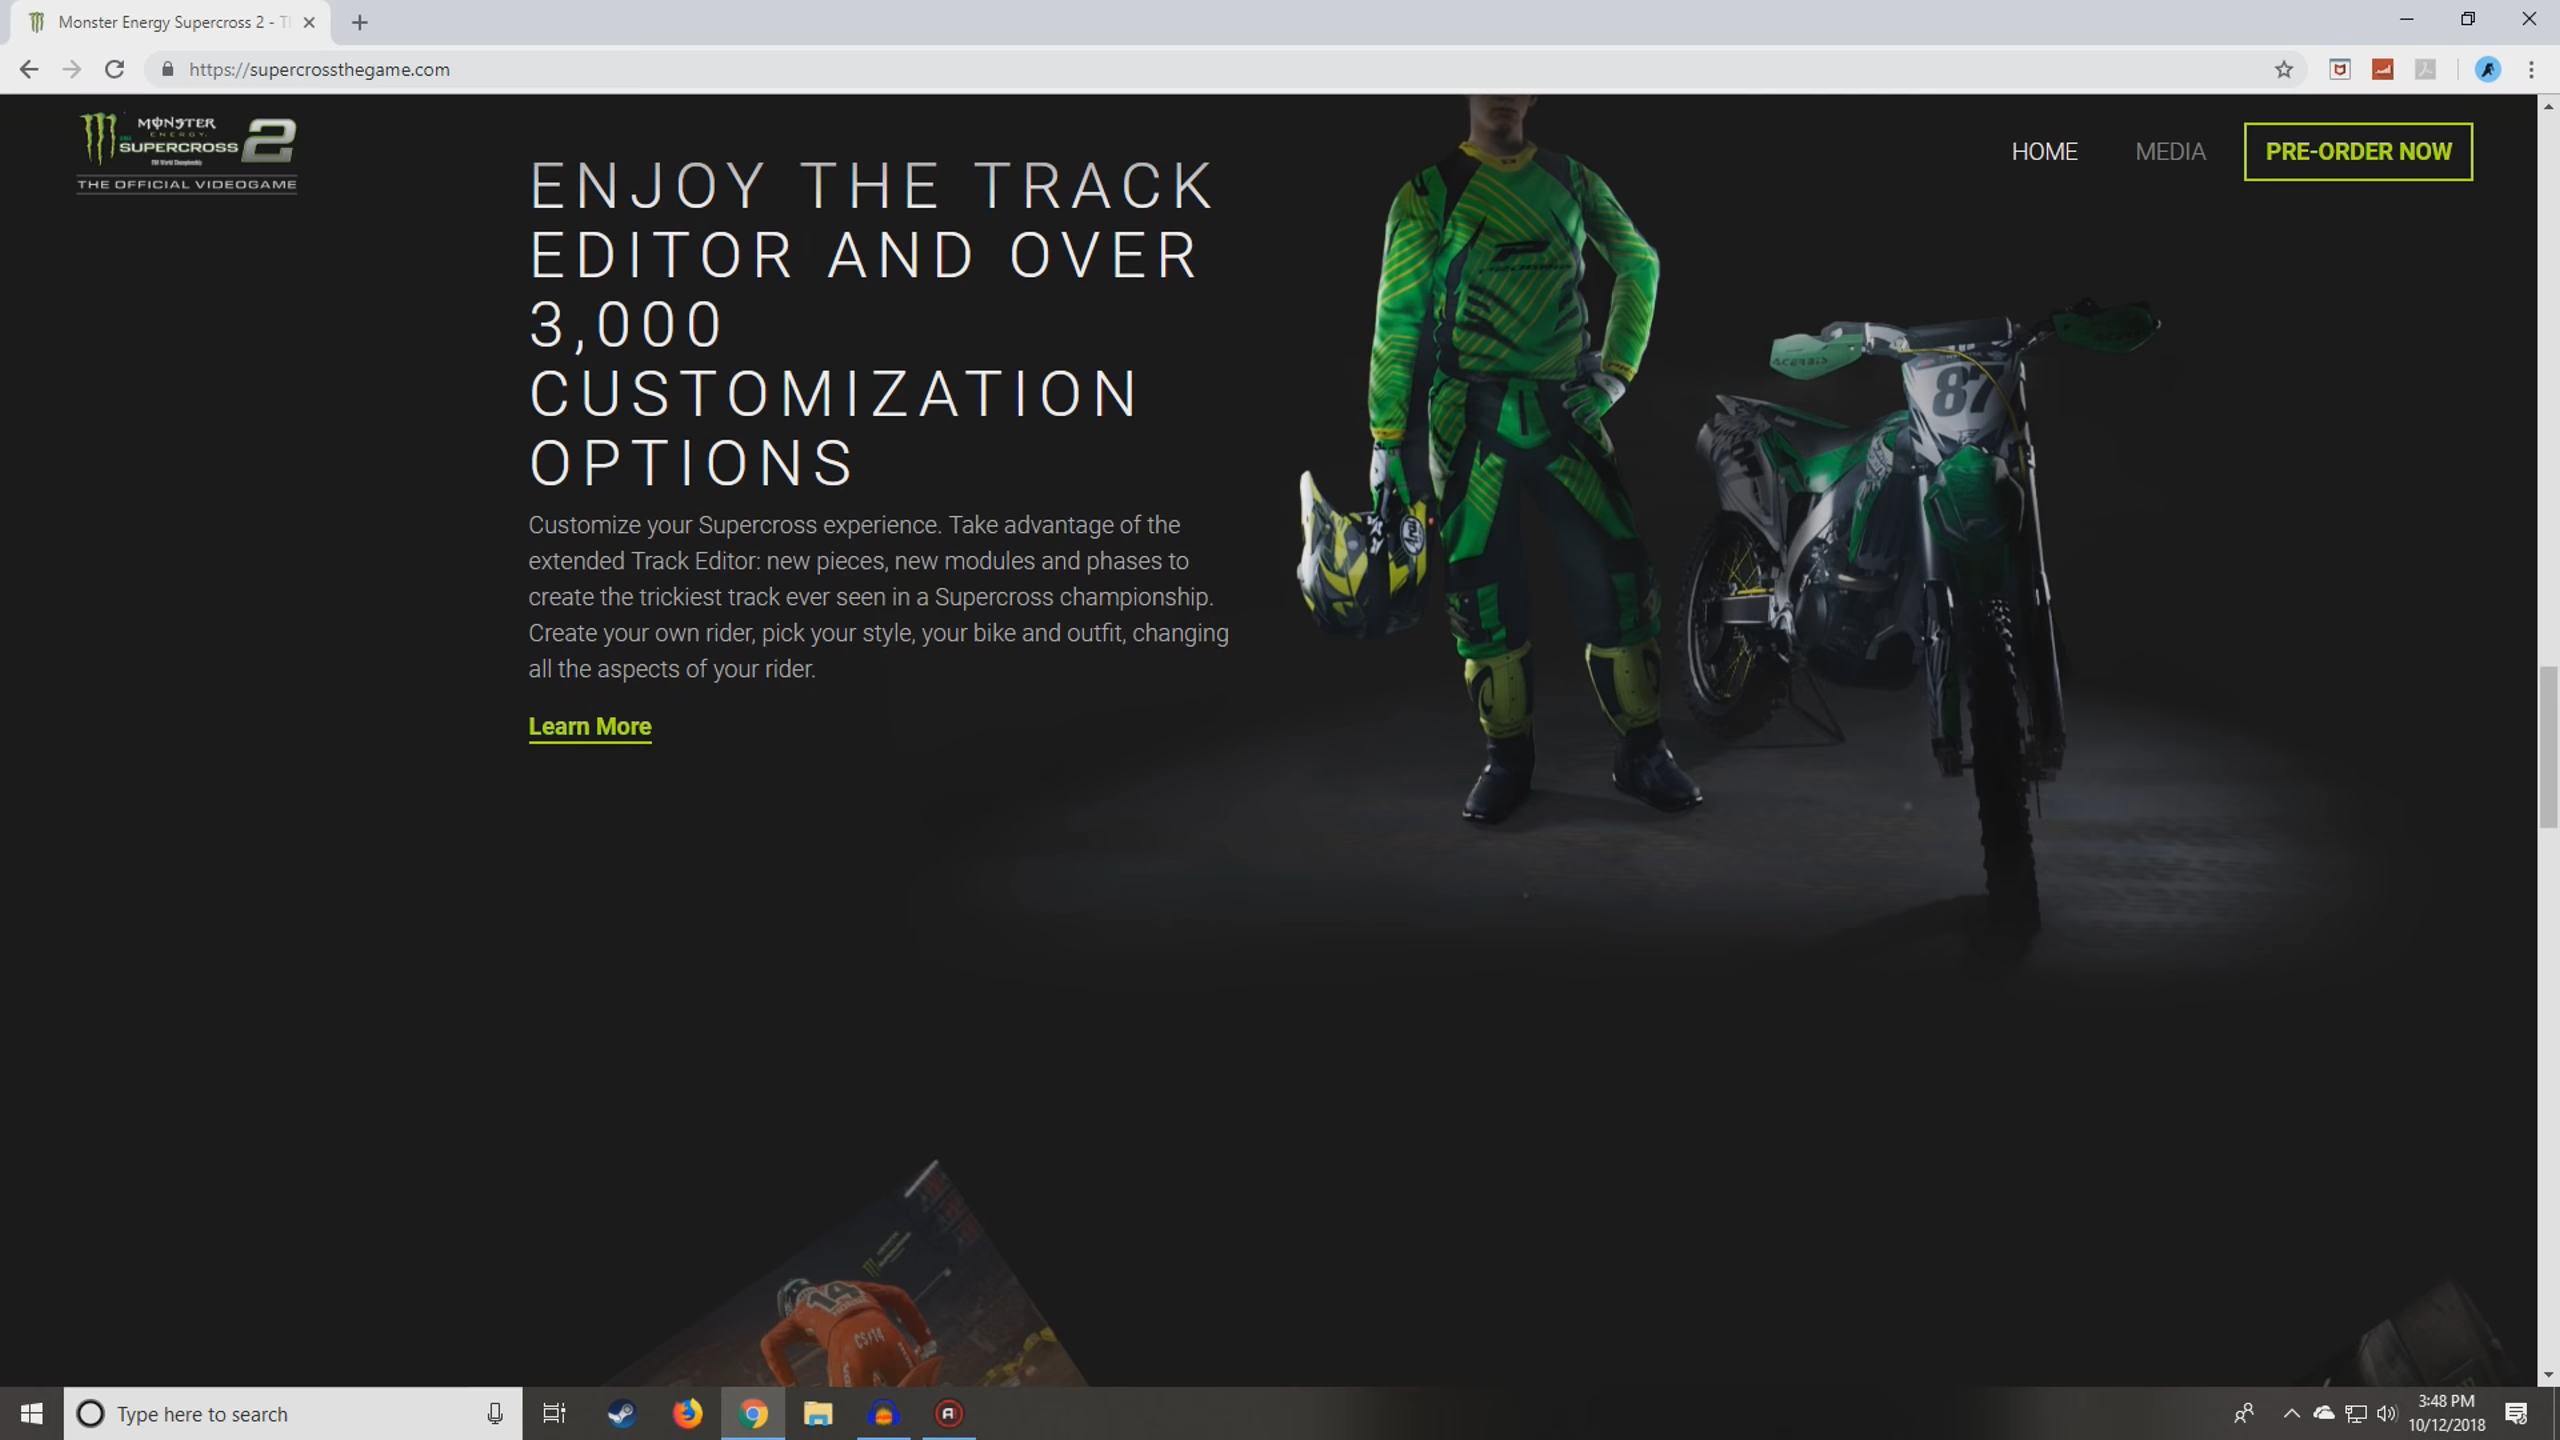 Monster Energy Supercross 2 - T
https://supercrossthegame.com
MONSTER
ENERGY
SUPERCROSS 2
THE OFFICIAL VIDEOGAME
HOME
MEDIA
PRE-ORDER NOW
ENJOY THE TRACK
EDITOR AND OVER
3,000
CUSTOMIZATION
OPTIONS
Customize your Supercross experience. Take advantage of the
extended Track Editor: new pieces, new modules and phases to
create the trickiest track ever seen in a Supercross championship.
Create your own rider, pick your style, your bike and outfit, changing
all the aspects of your rider.
Learn More
ACERBIS
87
14
CS#14
Type here to search
3:48 PM
10/12/2018